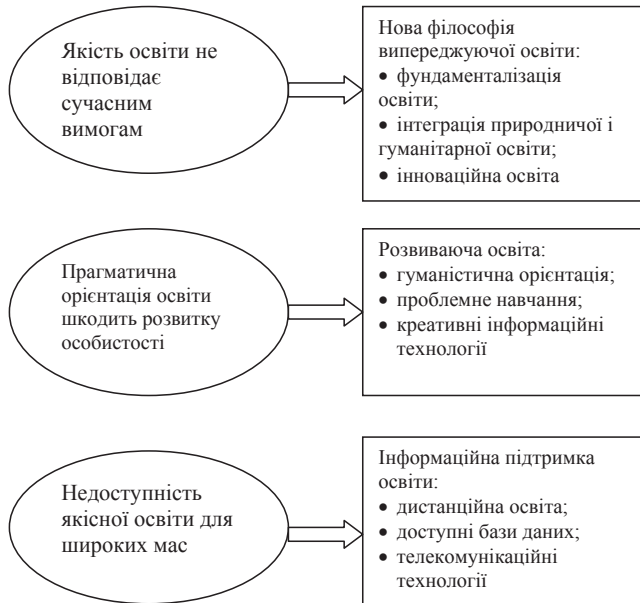 Якість освіти не
відповідає
сучасним
вимогам
Нова філософія
випереджуючої освіти:
• фундаменталізація
освіти;
• інтеграція природничої і
гуманітарної освіти;
• інноваційна освіта
Прагматична
орієнтація освіти
шкодить розвитку
особистості
Розвиваюча освіта:
• гуманістична орієнтація;
• проблемне навчання;
• креативні інформаційні
технології
Недоступність
якісної освіти для
широких мас
Інформаційна підтримка
освіти:
• дистанційна освіта;
• доступні бази даних;
• телекомунікаційні
технології